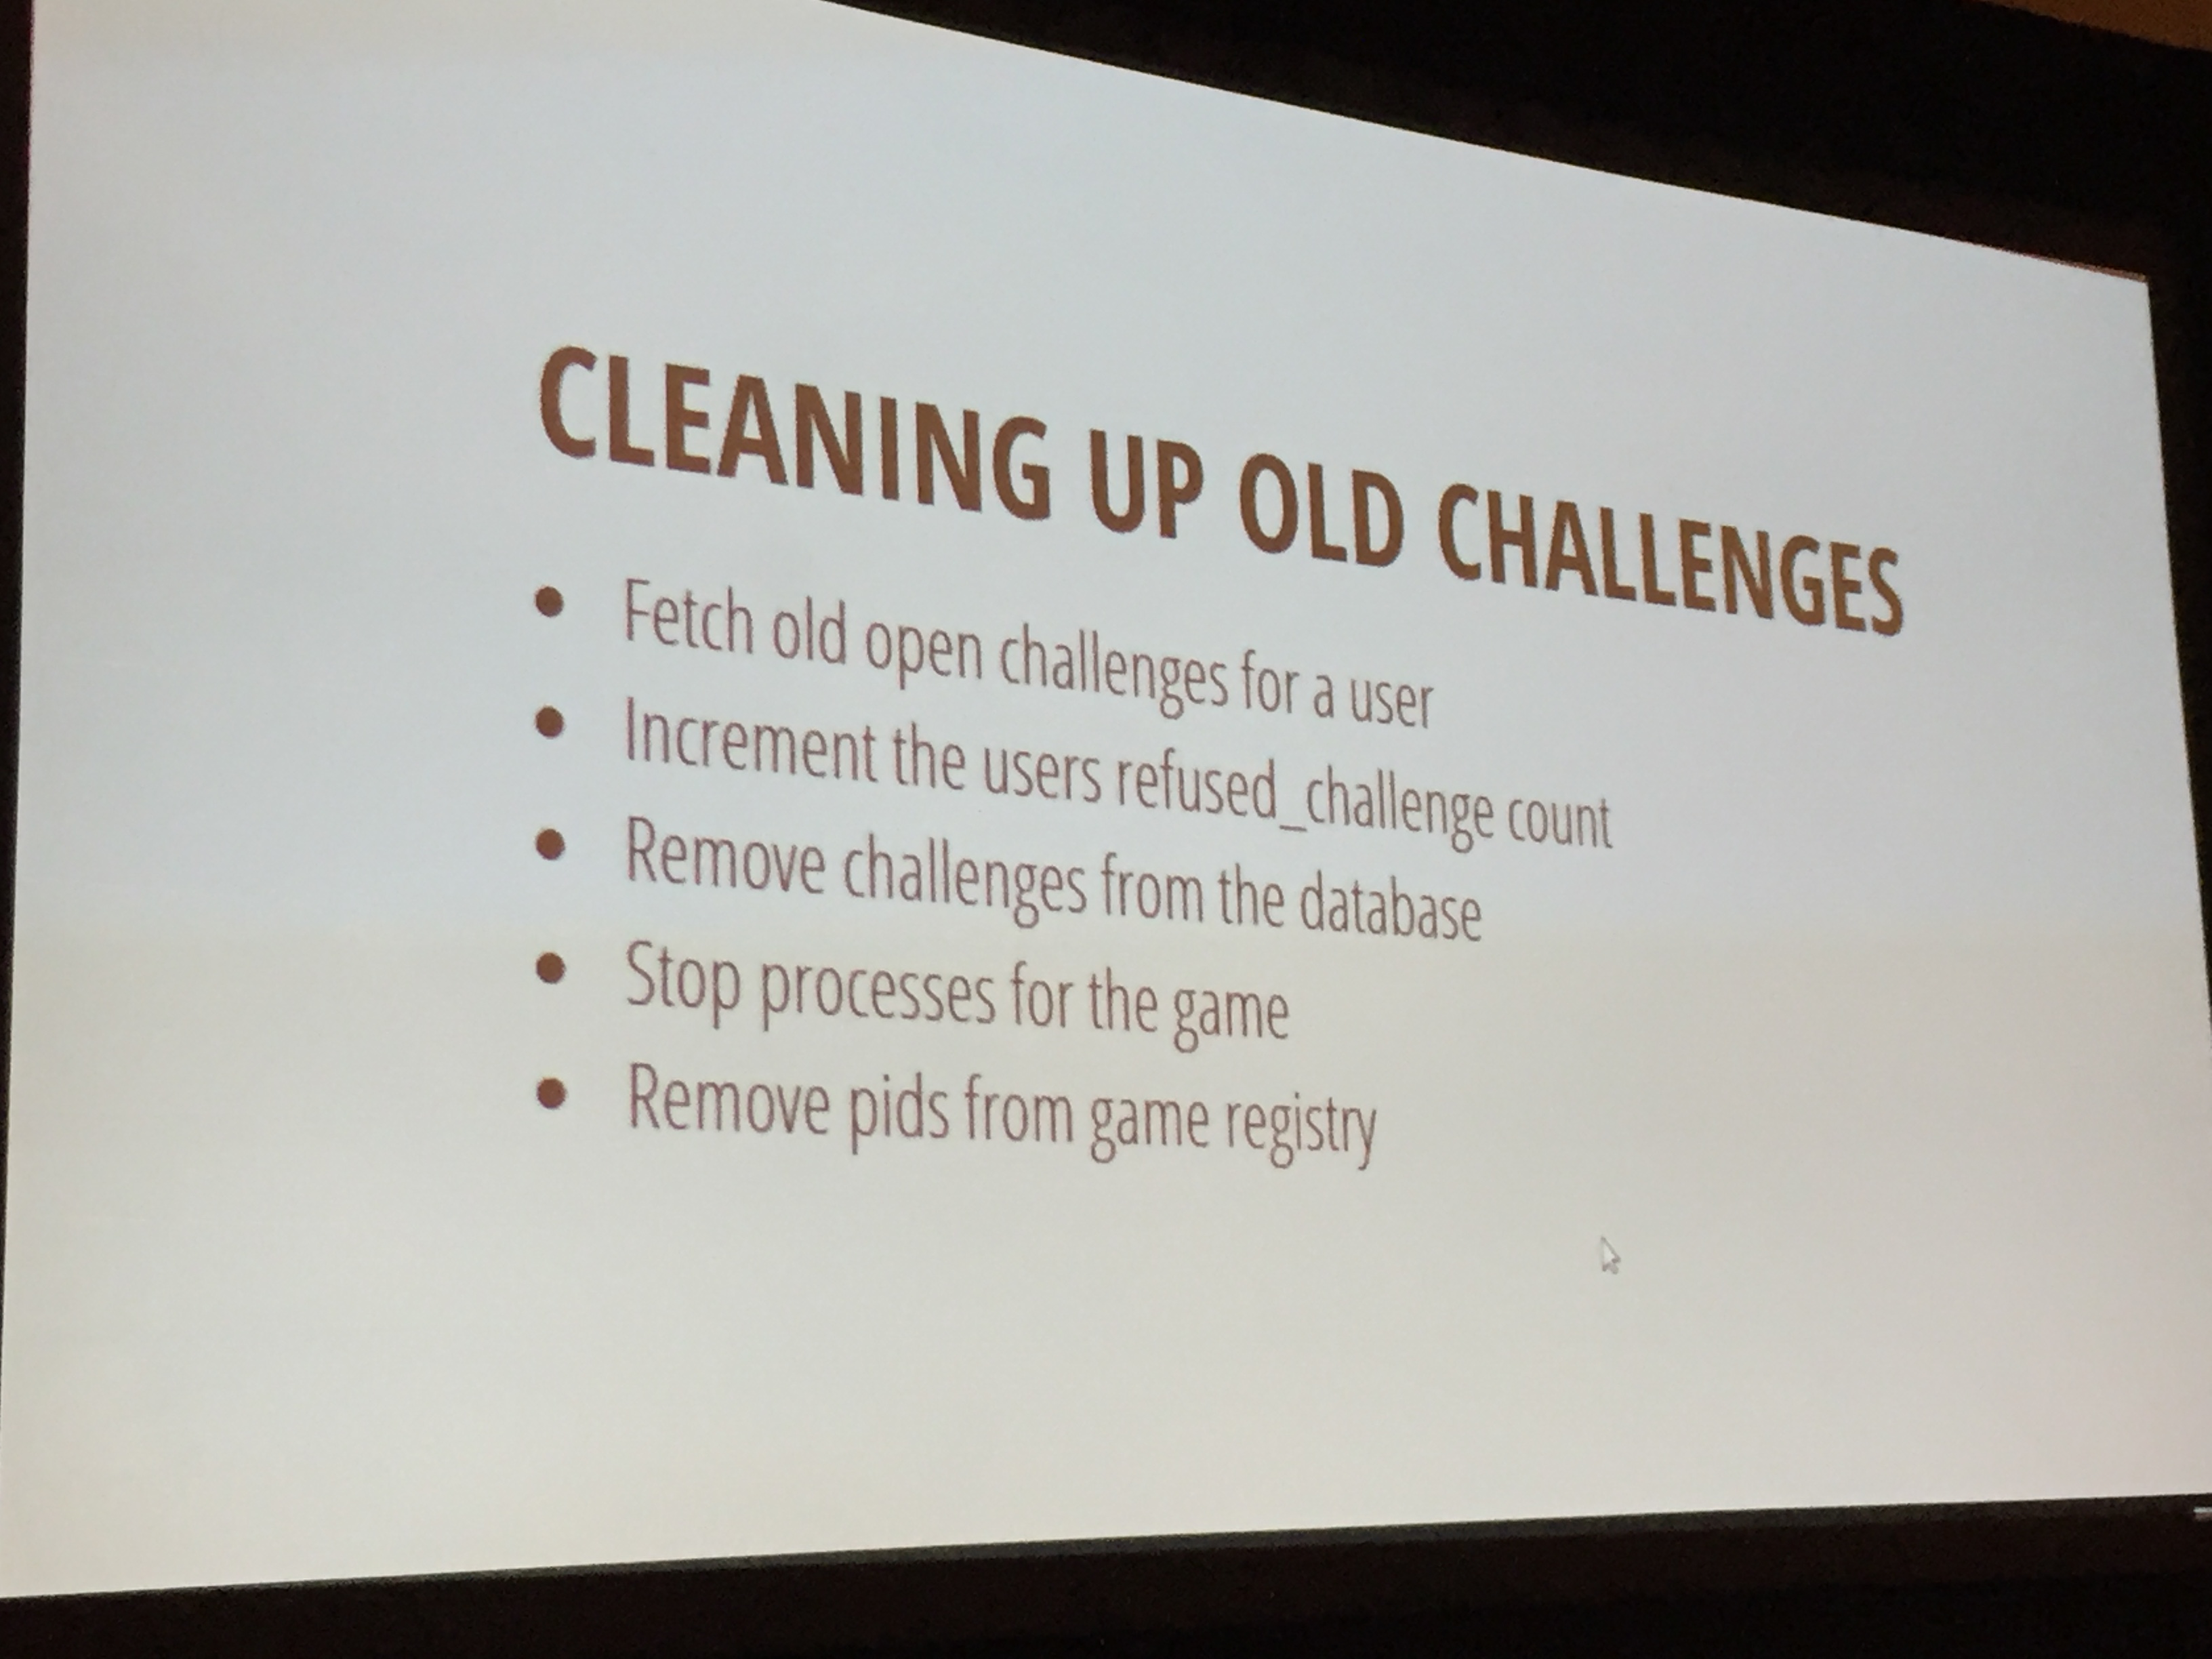 CLEANING UP OLD CHALLENGES
• Fetch old open challenges for a user
• Increment the users refused_challenge count
• Remove challenges from the database
• Stop processes for the game
• Remove pids from game registry